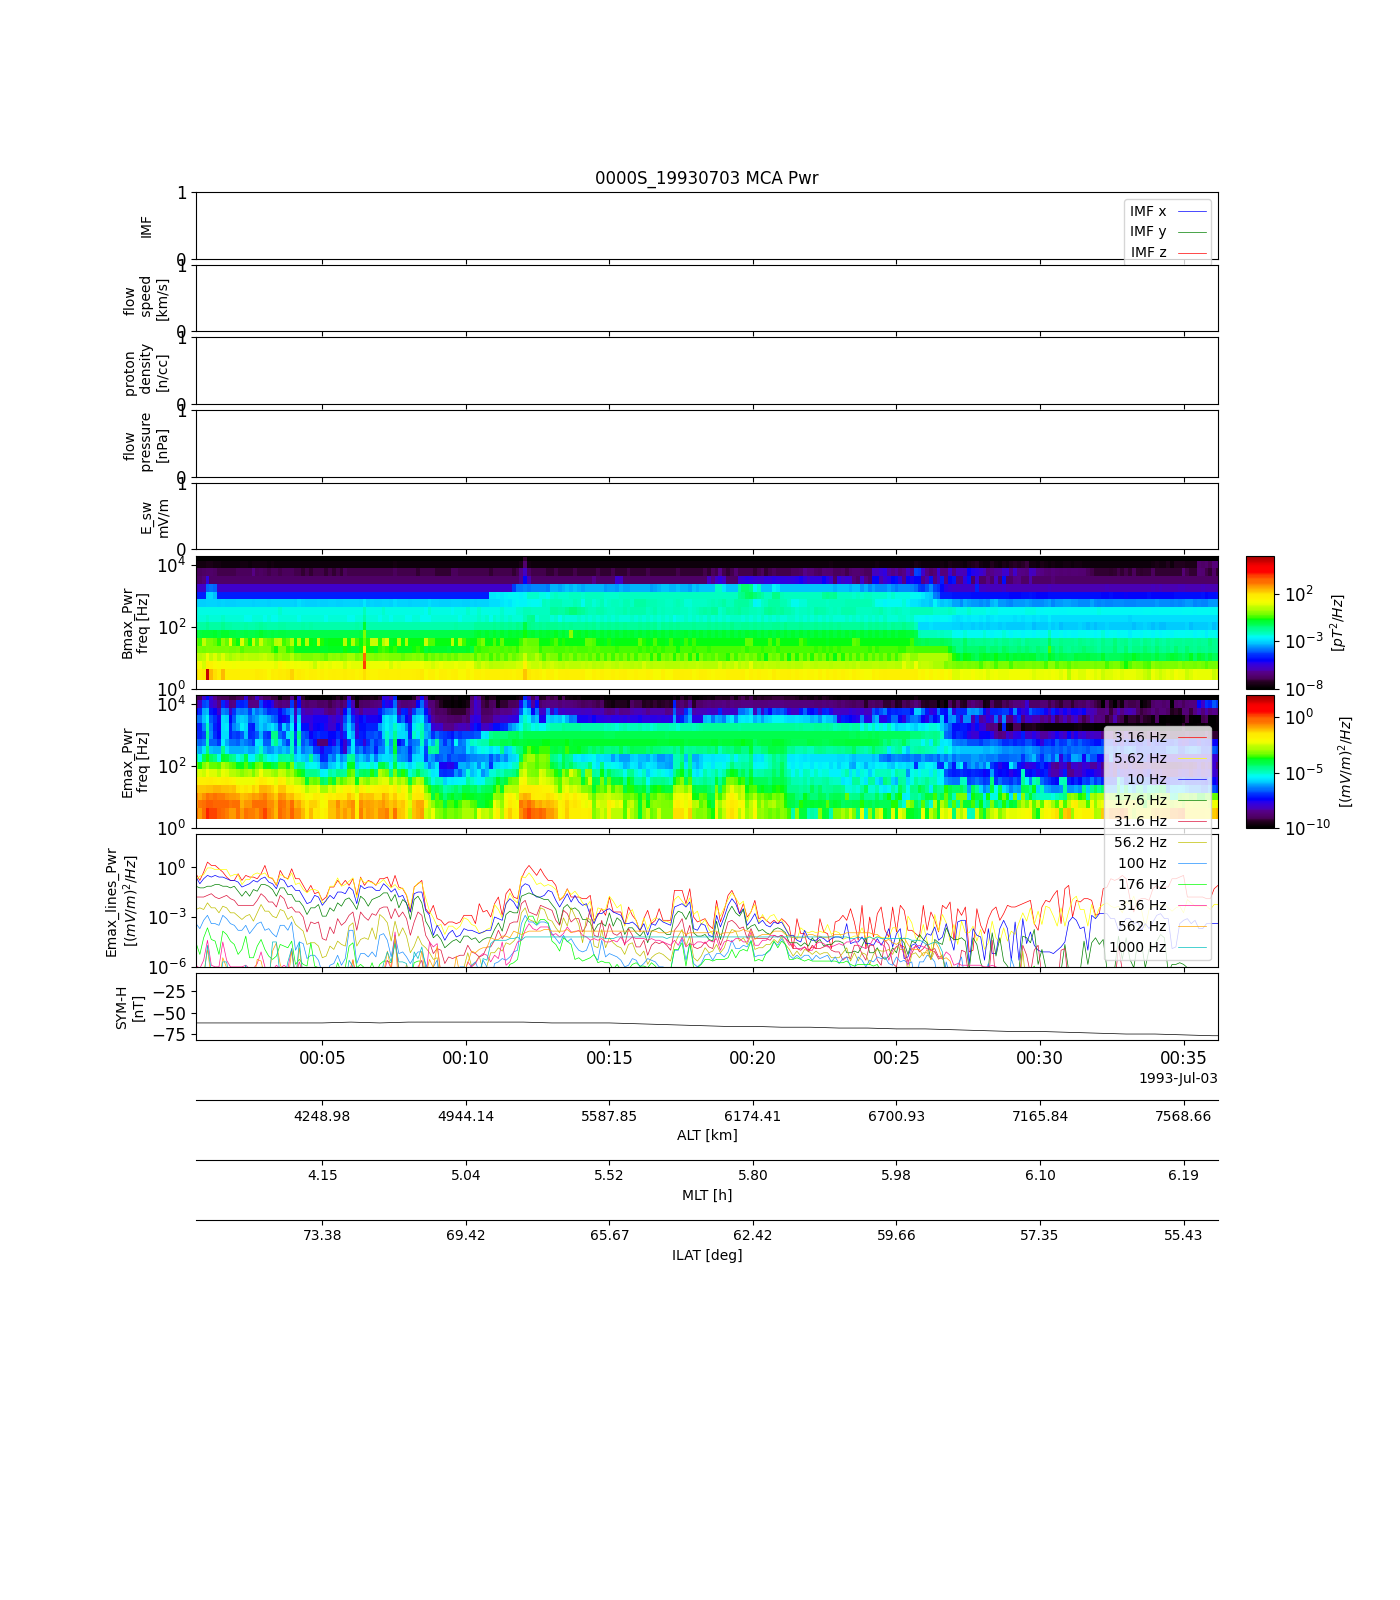 0000S_19930703 MCA Pwr
1
0
IMF
IMF x
IMF y
IMF z
1
0
flow
speed
[km/s]
1
0
proton
density
[n/cc]
1
0
flow
pressure
[nPa]
1
0
E_sw
mV/m
10^4
10^2
10^0
Bmax_Pwr
freq [Hz]
10^2
10^-3
10^-8
[pT^2/Hz]
10^4
10^2
10^0
Emax_Pwr
freq [Hz]
10^0
10^-5
10^-10
[(mV/m)^2/Hz]
3.16 Hz
5.62 Hz
10 Hz
17.6 Hz
31.6 Hz
56.2 Hz
100 Hz
176 Hz
316 Hz
562 Hz
1000 Hz
10^0
10^-3
10^-6
Emax_lines_Pwr
[(mV/m)^2/Hz]
−25
−50
−75
SYM-H
[nT]
00:05 00:10 00:15 00:20 00:25 00:30 00:35
1993-Jul-03
4248.98 4944.14 5587.85 6174.41 6700.93 7165.84 7568.66
ALT [km]
4.15 5.04 5.52 5.80 5.98 6.10 6.19
MLT [h]
73.38 69.42 65.67 62.42 59.66 57.35 55.43
ILAT [deg]